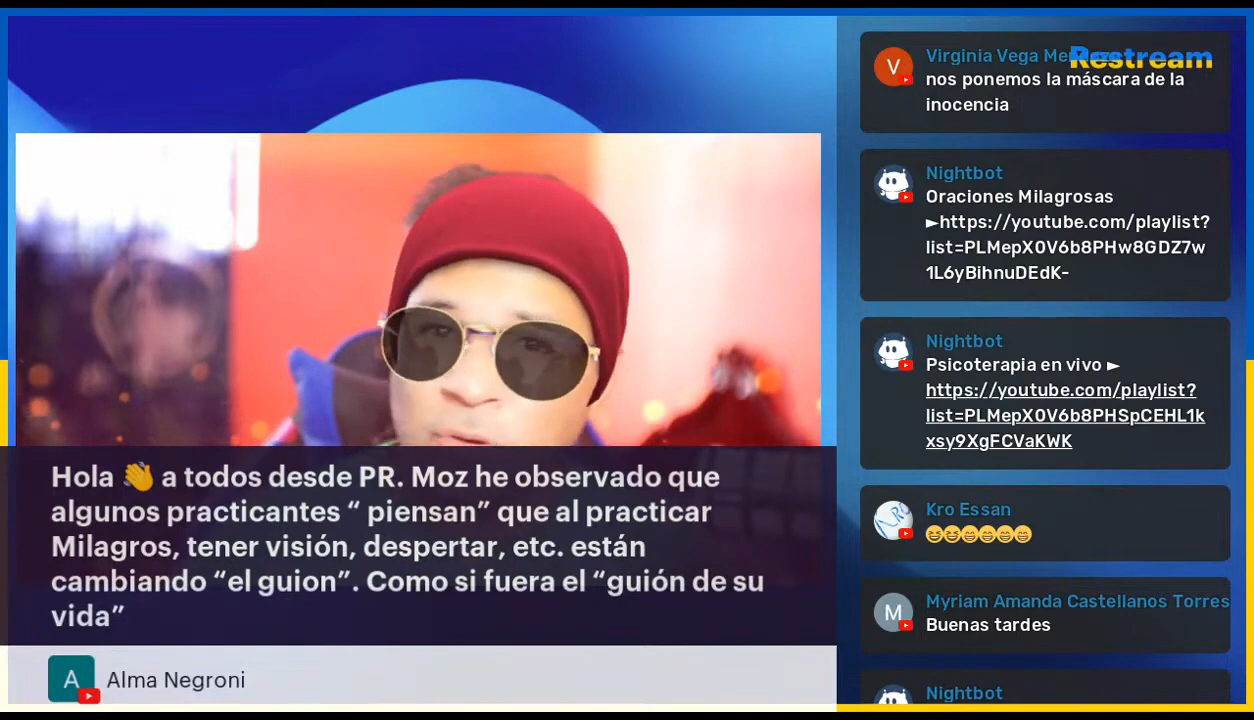 Hola 👋 a todos desde PR. Moz he observado que
algunos practicantes “ piensan” que al practicar
Milagros, tener visión, despertar, etc. están
cambiando “el guion”. Como si fuera el “guión de su
vida”
A
Alma Negroni
Restream
V
Virginia Vega
nos ponemos la máscara de la
inocencia
Nightbot
Oraciones Milagrosas
►https://youtube.com/playlist?
list=PLMepX0V6b8PHw8GDZ7w
1L6yBihnuDEdK-
Nightbot
Psicoterapia en vivo ►
https://youtube.com/playlist?
list=PLMepX0V6b8PHSpCEHL1k
xsy9XgFCVaKWK
Kro Essan
😆😆😄😄😄😄
M
Myriam Amanda Castellanos Torres
Buenas tardes
Nightbot